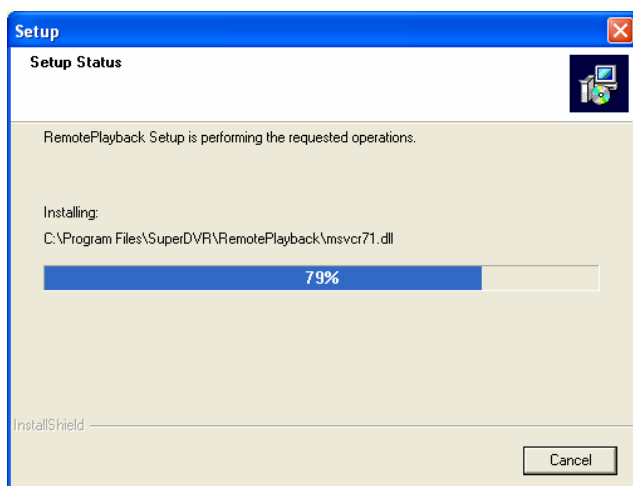 Setup
Setup Status
RemotePlayback Setup is performing the requested operations.
Installing:
C:\Program Files\SuperDVR\RemotePlayback\msvcr71.dll
79%
InstallShield
Cancel